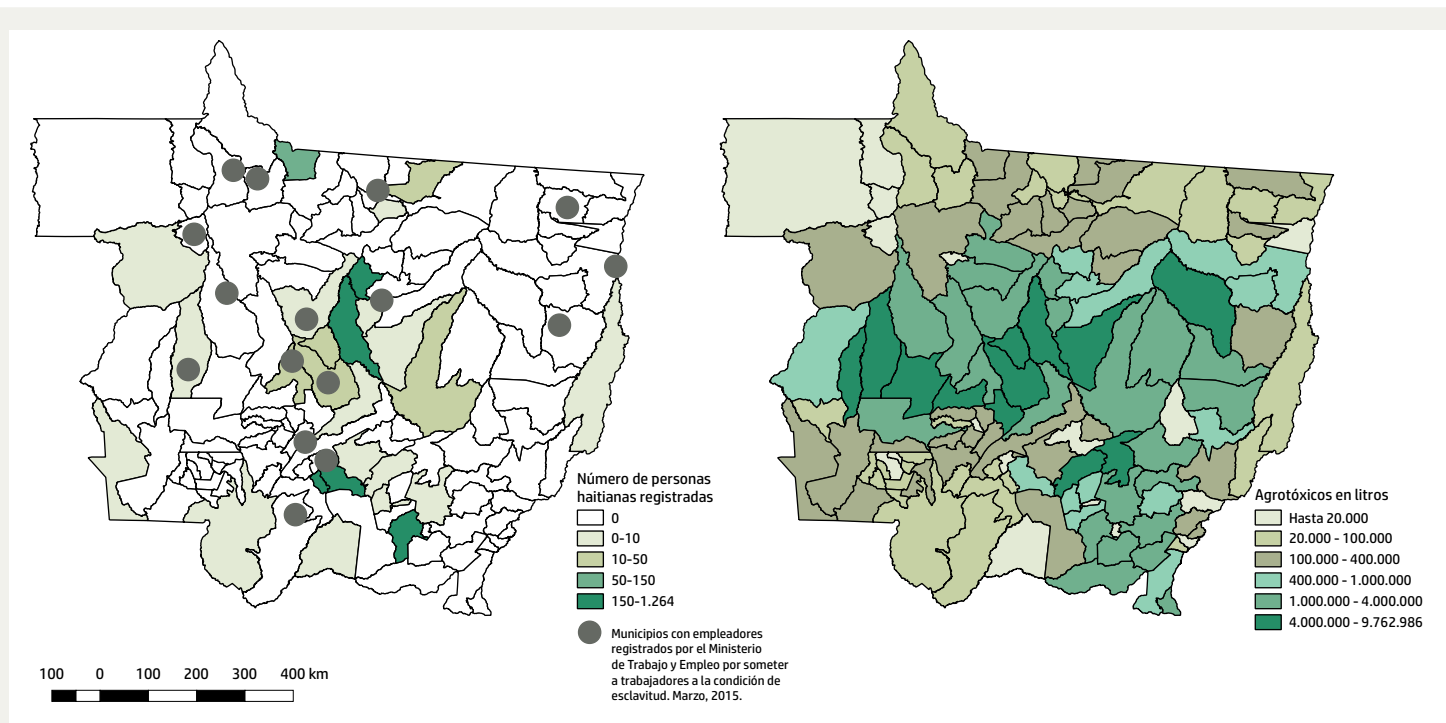 Número de personas
haitianas registradas
0
0-10
10-50
50-150
150-1.264
Municipios con empleadores
registrados por el Ministerio
de Trabajo y Empleo por someter
a trabajadores a la condición de
esclavitud. Marzo, 2015.
100 0 100 200 300 400 km
Agrotóxicos en litros
Hasta 20.000
20.000 - 100.000
100.000 - 400.000
400.000 - 1.000.000
1.000.000 - 4.000.000
4.000.000 - 9.762.986